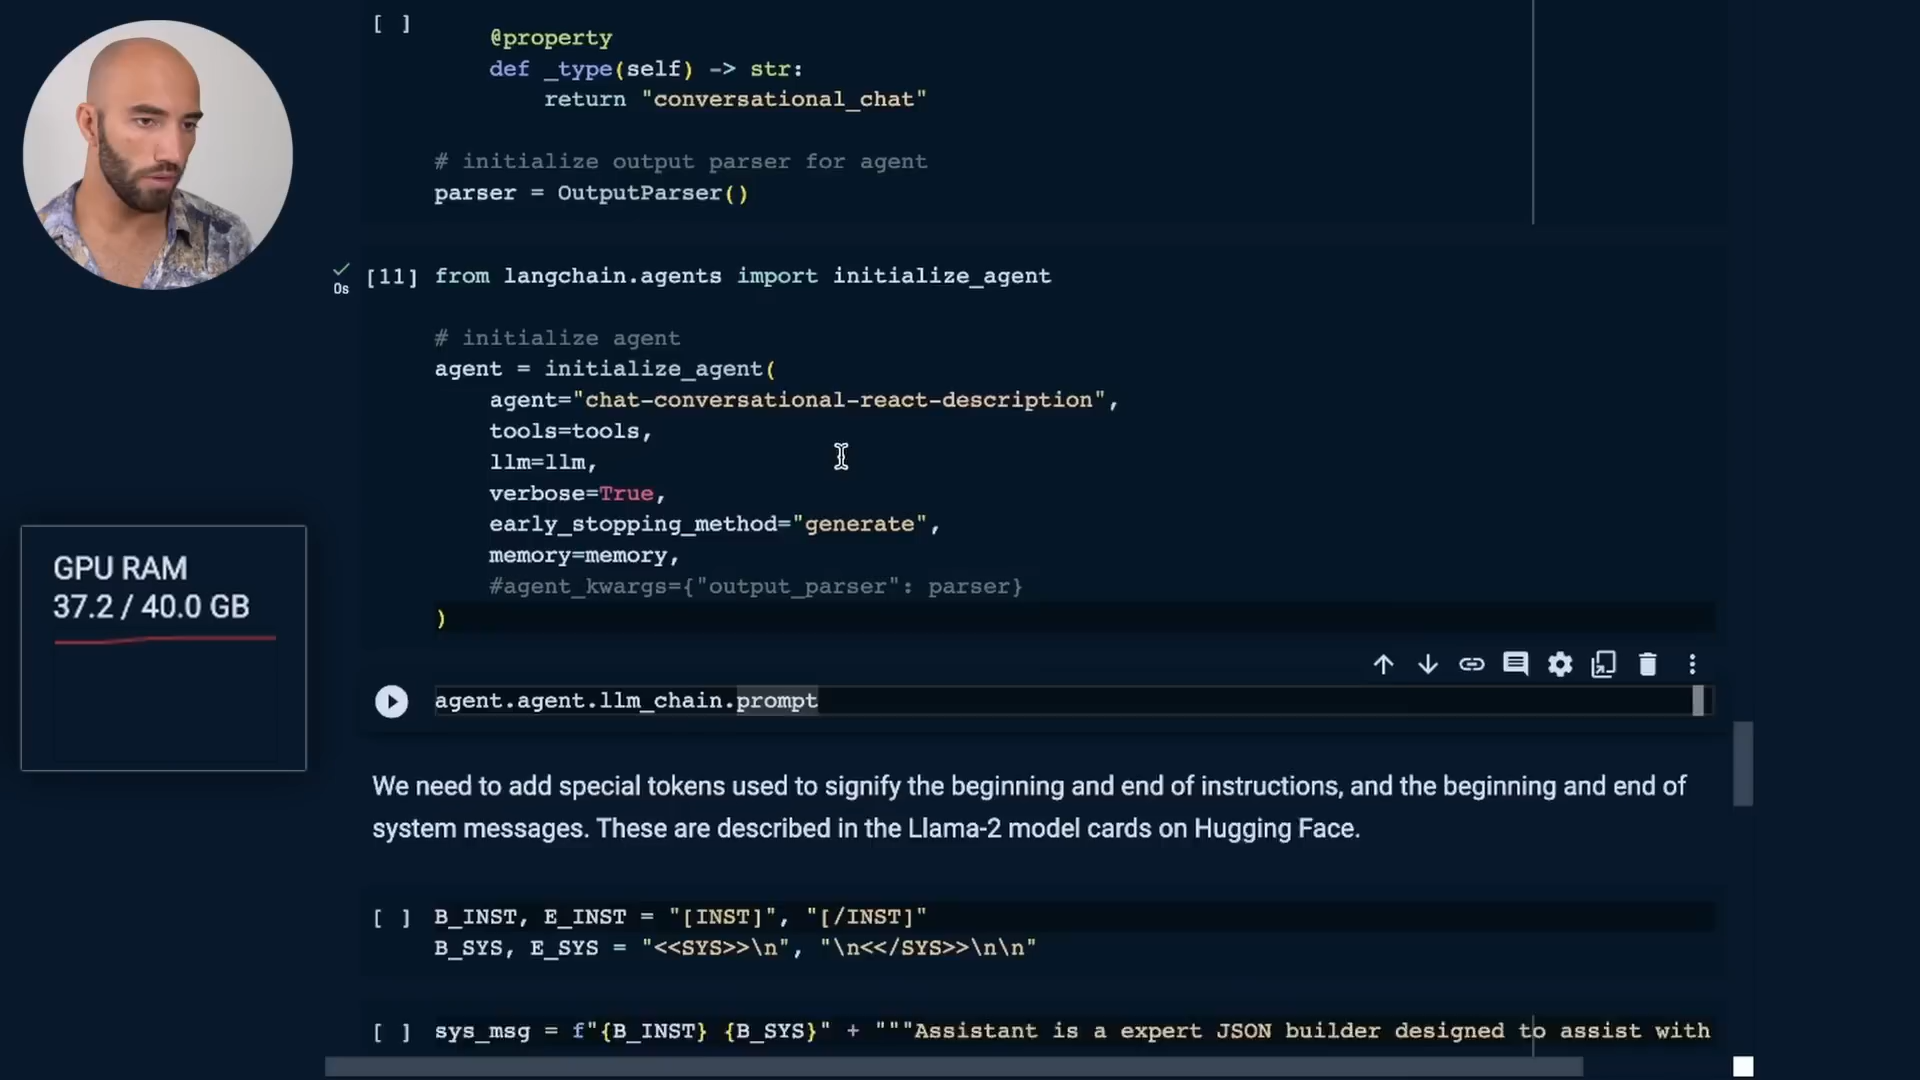 [ ]
@property
def _type(self) -> str:
return "conversational_chat"
# initialize output parser for agent
parser = OutputParser()
0s
[11] from langchain.agents import initialize_agent
# initialize agent
agent = initialize_agent(
agent="chat-conversational-react-description",
tools=tools,
llm=llm,
verbose=True,
early_stopping_method="generate",
memory=memory,
#agent_kwargs={"output_parser": parser}
)
GPU RAM
37.2 / 40.0 GB
agent.agent.llm_chain.prompt
We need to add special tokens used to signify the beginning and end of instructions, and the beginning and end of
system messages. These are described in the Llama-2 model cards on Hugging Face.
[ ] B_INST, E_INST = "[INST]", "[/INST]"
B_SYS, E_SYS = "<<SYS>>\n", "\n<</SYS>>\n\n"
[ ] sys_msg = f"{B_INST} {B_SYS}" + """Assistant is a expert JSON builder designed to assist with